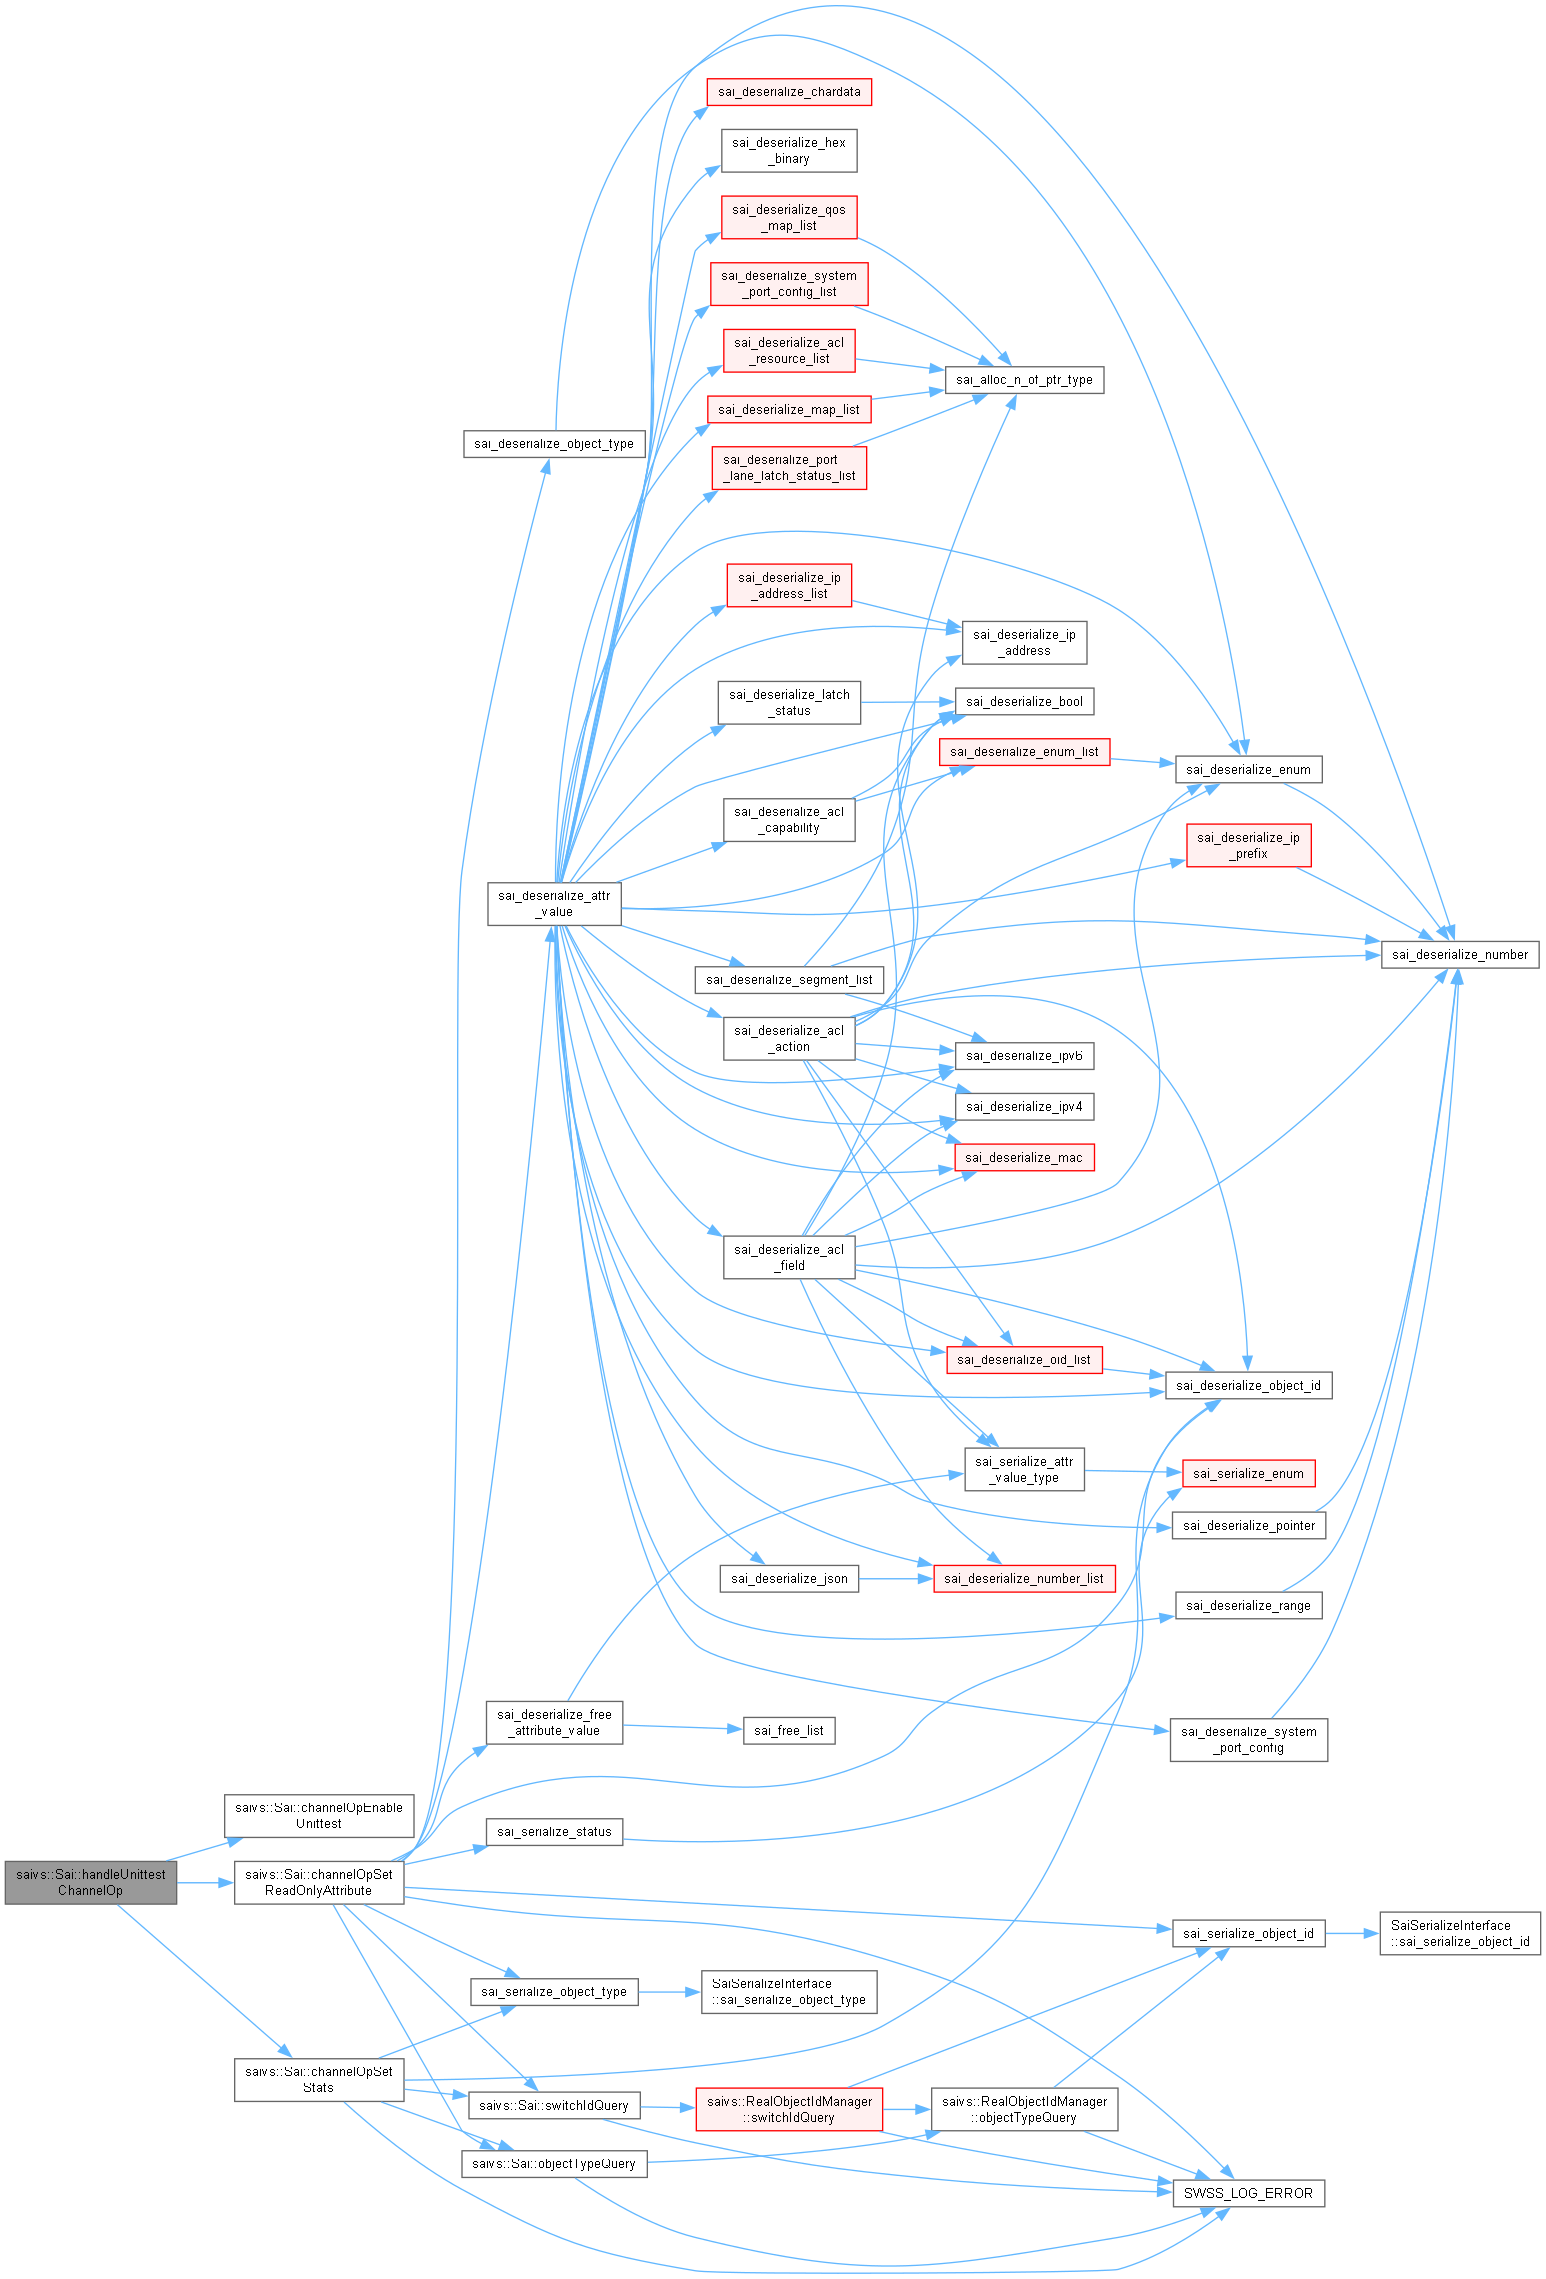 sai_deserialize_chardata
sai_deserialize_hex
_binary
sai_deserialize_qos
_map_list
sai_deserialize_system
_port_config_list
sai_deserialize_acl
_resource_list
sai_alloc_n_of_ptr_type
sai_deserialize_map_list
sai_deserialize_object_type
sai_deserialize_port
_lane_latch_status_list
sai_deserialize_ip
_address_list
sai_deserialize_ip
_address
sai_deserialize_latch
_status
sai_deserialize_bool
sai_deserialize_enum_list
sai_deserialize_enum
sai_deserialize_acl
_capability
sai_deserialize_ip
_prefix
sai_deserialize_attr
_value
sai_deserialize_number
sai_deserialize_segment_list
sai_deserialize_acl
_action
sai_deserialize_ipv6
sai_deserialize_ipv4
sai_deserialize_mac
sai_deserialize_acl
_field
sai_deserialize_oid_list
sai_deserialize_object_id
sai_serialize_attr
_value_type
sai_serialize_enum
sai_deserialize_pointer
sai_deserialize_json
sai_deserialize_number_list
sai_deserialize_range
sai_deserialize_free
_attribute_value
sai_free_list
sai_deserialize_system
_port_config
saivs::Sai::channelOpEnable
Unittest
sai_serialize_status
saivs::Sai::handleUnittest
ChannelOp
saivs::Sai::channelOpSet
ReadOnlyAttribute
sai_serialize_object_id
SaiSerializeInterface
::sai_serialize_object_id
sai_serialize_object_type
SaiSerializeInterface
::sai_serialize_object_type
saivs::Sai::channelOpSet
Stats
saivs::Sai::switchIdQuery
saivs::RealObjectIdManager
::switchIdQuery
saivs::RealObjectIdManager
::objectTypeQuery
saivs::Sai::objectTypeQuery
SWSS_LOG_ERROR